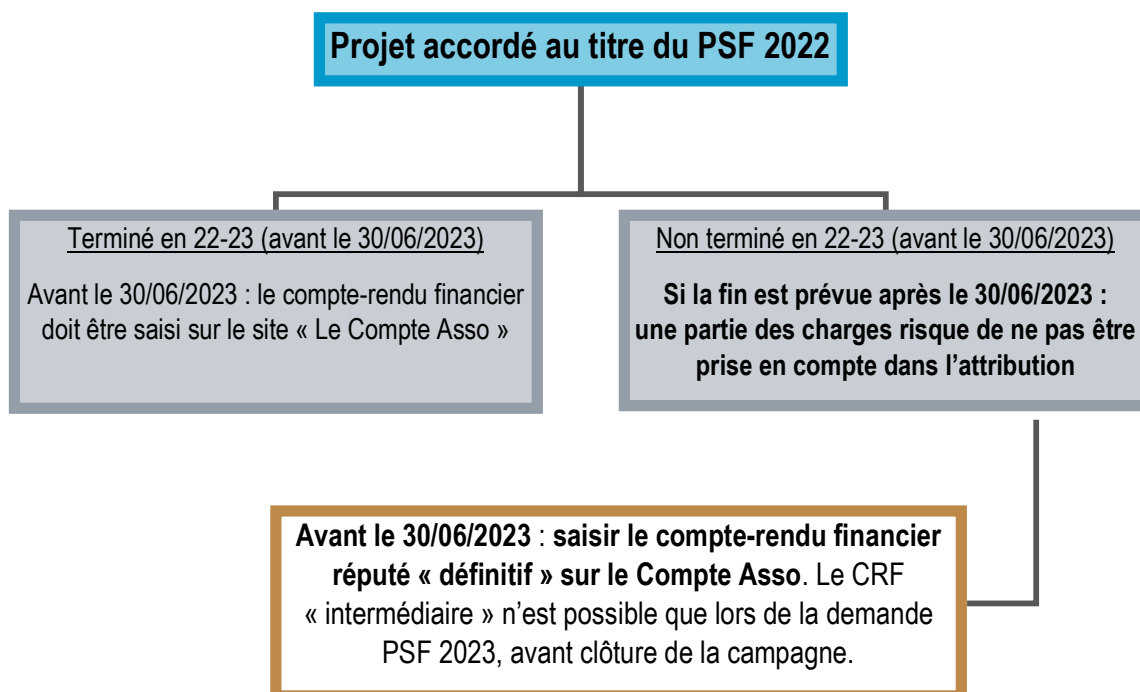 Projet accordé au titre du PSF 2022
Terminé en 22-23 (avant le 30/06/2023)
Avant le 30/06/2023 : le compte-rendu financier
doit être saisi sur le site « Le Compte Asso »
Non terminé en 22-23 (avant le 30/06/2023)
Si la fin est prévue après le 30/06/2023 :
une partie des charges risque de ne pas être
prise en compte dans l’attribution
Avant le 30/06/2023 : saisir le compte-rendu financier
réputé « définitif » sur le Compte Asso. Le CRF
« intermédiaire » n’est possible que lors de la demande
PSF 2023, avant clôture de la campagne.